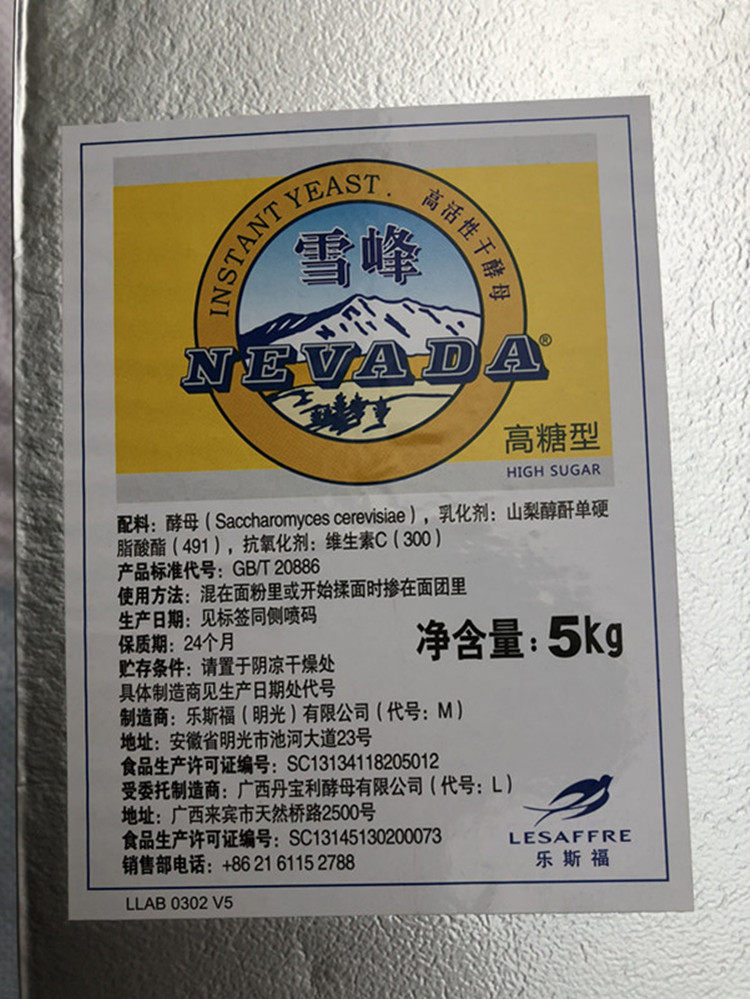 INSTANT YEAST. 高活性干酵母
雪峰
NEVADA®
高糖型
HIGH SUGAR
配料：酵母（Saccharomyces cerevisiae），乳化剂：山梨醇酐单硬
脂酸酯（491），抗氧化剂：维生素C（300）
产品标准代号：GB/T 20886
使用方法：混在面粉里或开始揉面时掺在面团里
生产日期：见标签同侧喷码
保质期：24个月
净含量：5kg
贮存条件：请置于阴凉干燥处
具体制造商见生产日期处代号
制造商：乐斯福（明光）有限公司（代号：M）
地址：安徽省明光市池河大道23号
食品生产许可证编号：SC13134118205012
受委托制造商：广西丹宝利酵母有限公司（代号：L）
地址：广西来宾市天然桥路2500号
食品生产许可证编号：SC13145130200073
销售部电话：+86 21 6115 2788
LESAFFRE
乐斯福
LLAB 0302 V5